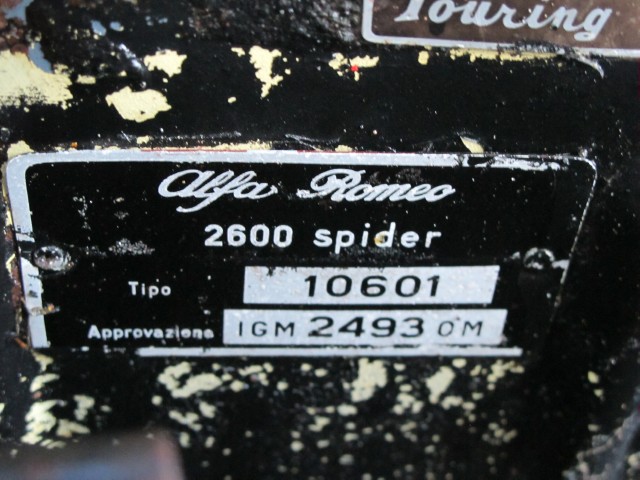 Touring
Alfa Romeo
2600 spider
Tipo 10601
Approvazione IGM 2493 OM